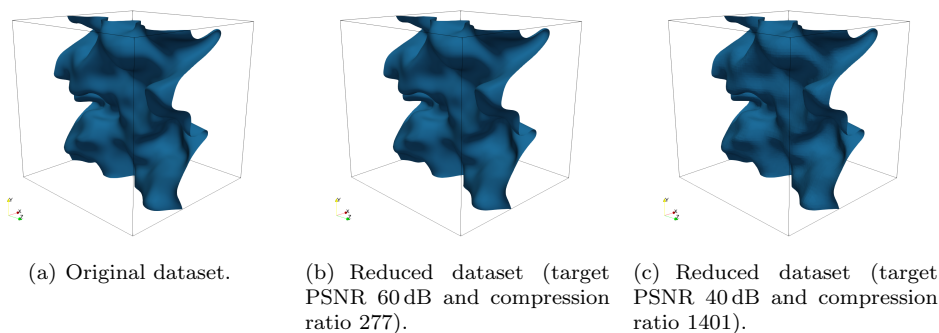 (a) Original dataset.
(b) Reduced dataset (target
PSNR 60 dB and compression
ratio 277).
(c) Reduced dataset (target
PSNR 40 dB and compression
ratio 1401).